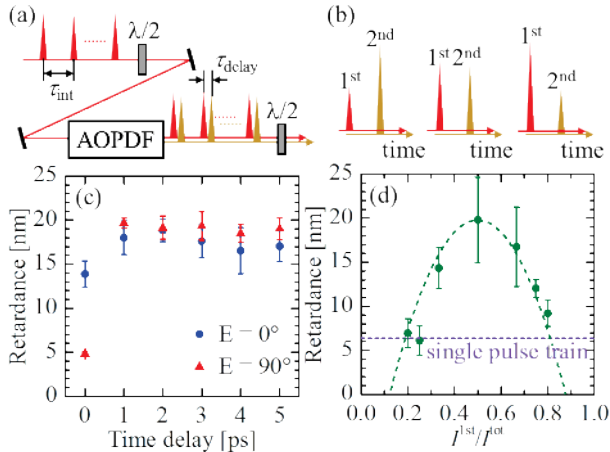 (a)
......
λ/2
τint
τdelay
......
λ/2
AOPDF
(b)
1st 2nd
1st 2nd
1st
2nd
time time time
(c)
Retardance [nm]
25
20
15
10
5
0
E = 0°
E = 90°
0 1 2 3 4 5
Time delay [ps]
(d)
Retardance [nm]
25
20
15
10
5
0
single pulse train
0.2 0.4 0.6 0.8 1.0
I1st/Itot